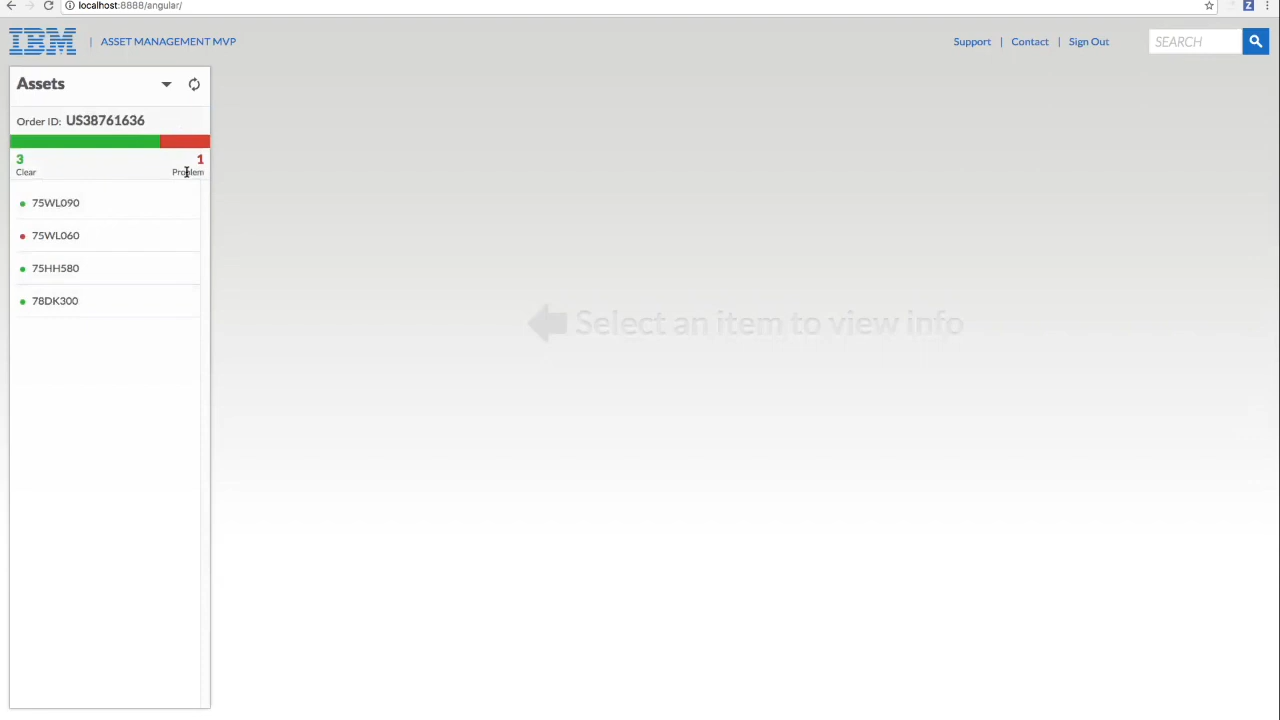 localhost:8888/angular/
IBM | ASSET MANAGEMENT MVP
Support | Contact | Sign Out
SEARCH
Assets
Order ID: US38761636
3 1
Clear Problem
75WL090
75WL060
75HH580
78DK300
Select an item to view info